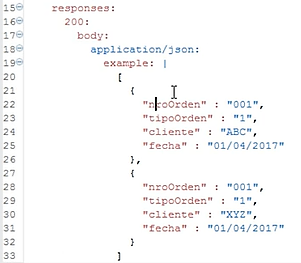 15 responses:
16 200:
17 body:
18 application/json:
19 example: |
20 [
21 {
22 "nroOrden" : "001",
23 "tipoOrden" : "1",
24 "cliente" : "ABC",
25 "fecha" : "01/04/2017"
26 },
27 {
28 "nroOrden" : "001",
29 "tipoOrden" : "1",
30 "cliente" : "XYZ",
31 "fecha" : "01/04/2017"
32 }
33 ]